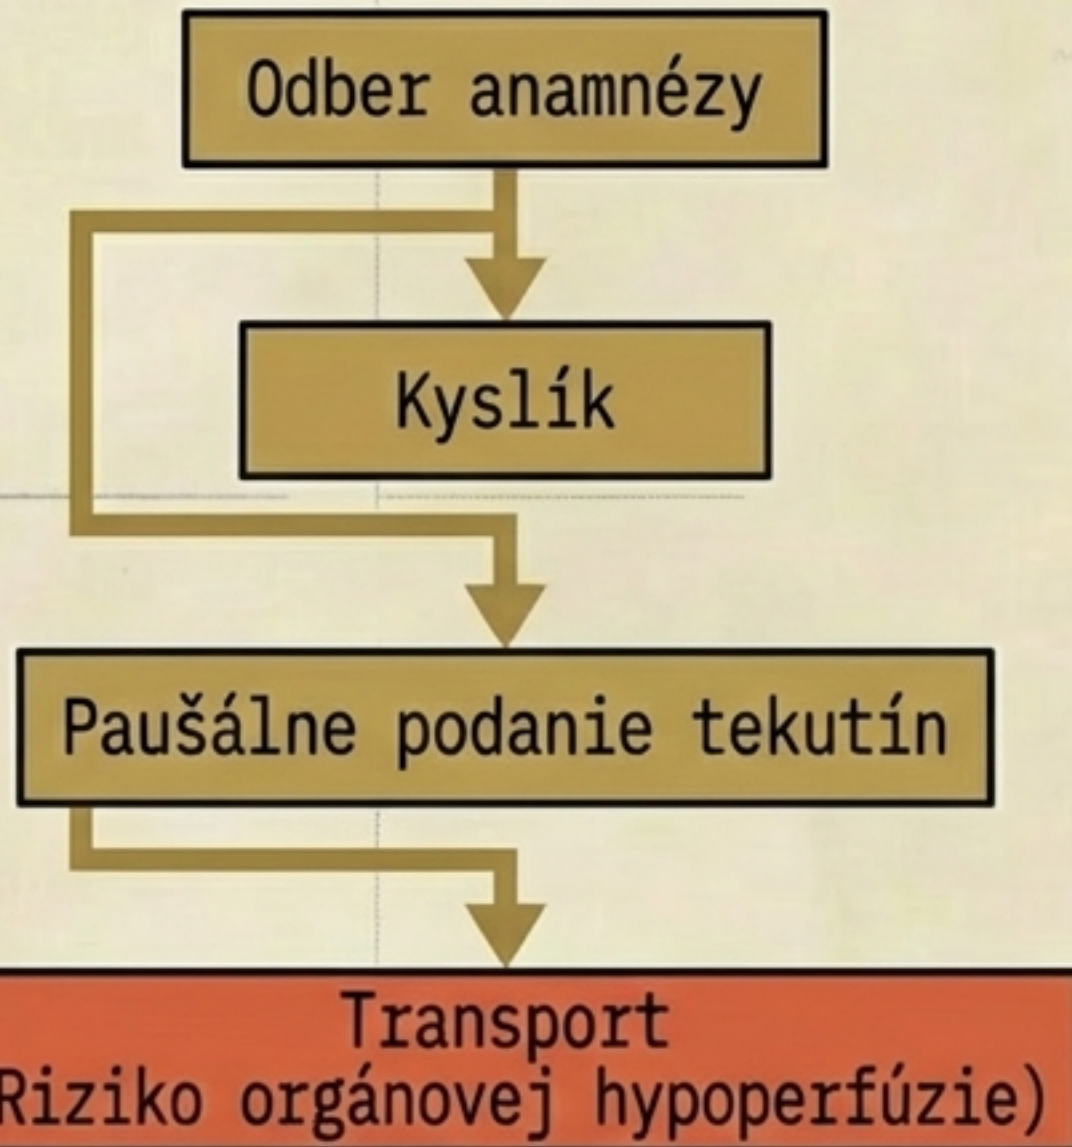 Odber anamnézy
Kyslík
Paušálne podanie tekutín
Transport
Riziko orgánovej hypoperfúzie)